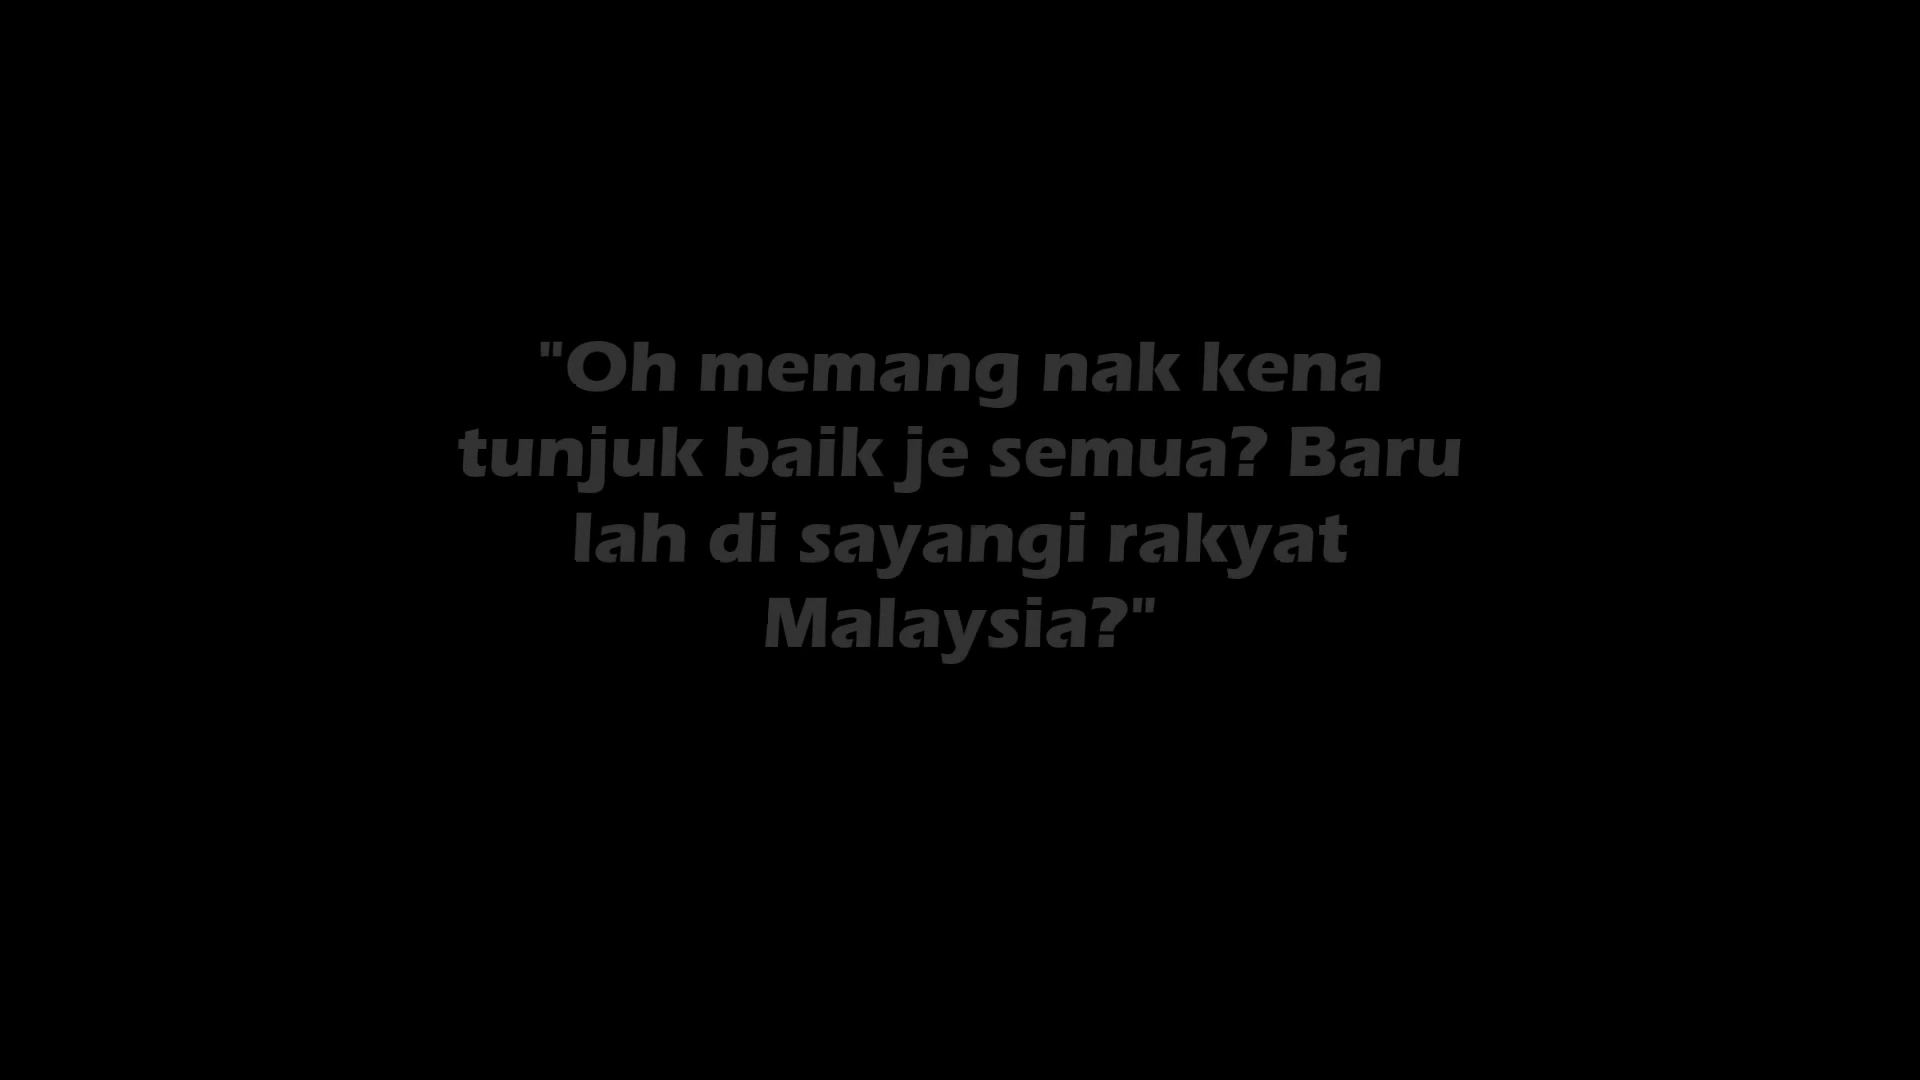 "Oh memang nak kena
tunjuk baik je semua? Baru
lah di sayangi rakyat
Malaysia?"